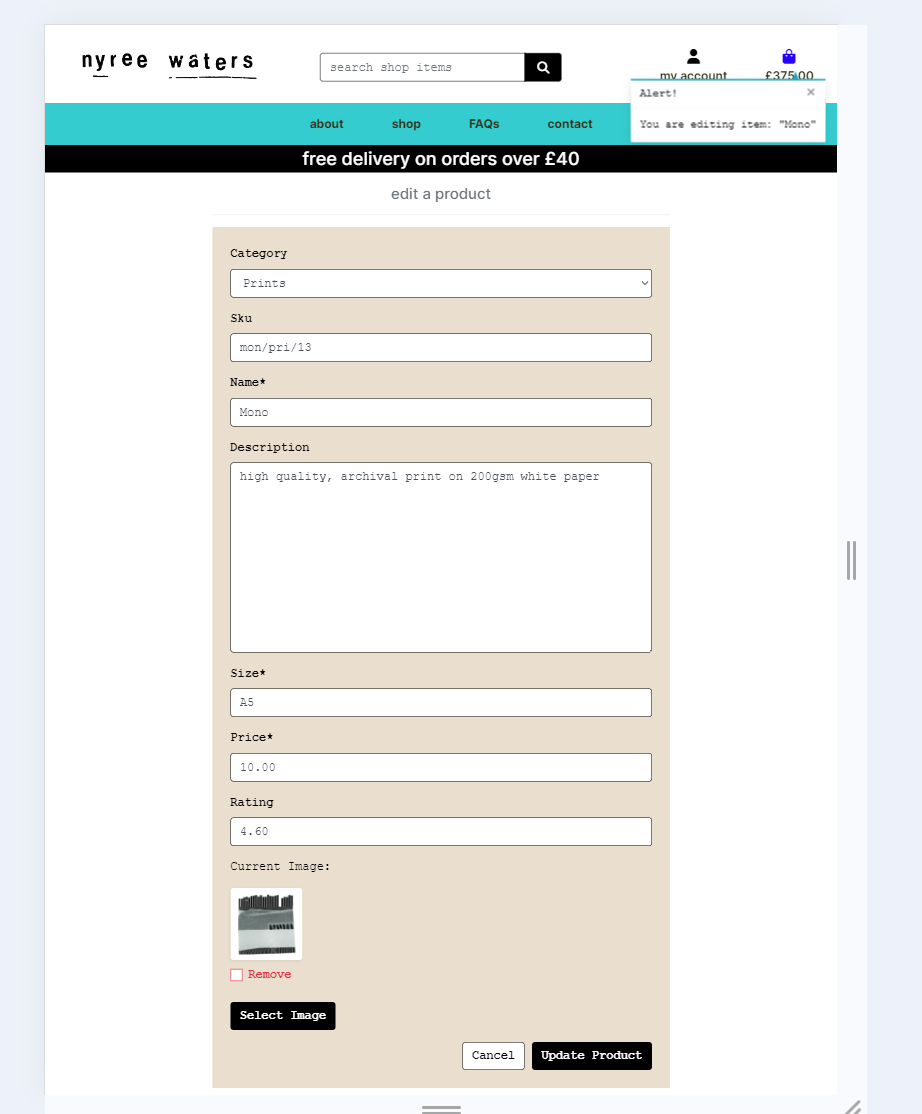 nyree waters
search shop items
my account
£375.00
Alert!
×
You are editing item: "Mono"
about
shop
FAQs
contact
free delivery on orders over £40
edit a product
Category
Prints
Sku
mon/pri/13
Name*
Mono
Description
high quality, archival print on 200gsm white paper
Size*
A5
Price*
10.00
Rating
4.60
Current Image:
Remove
Select Image
Cancel
Update Product